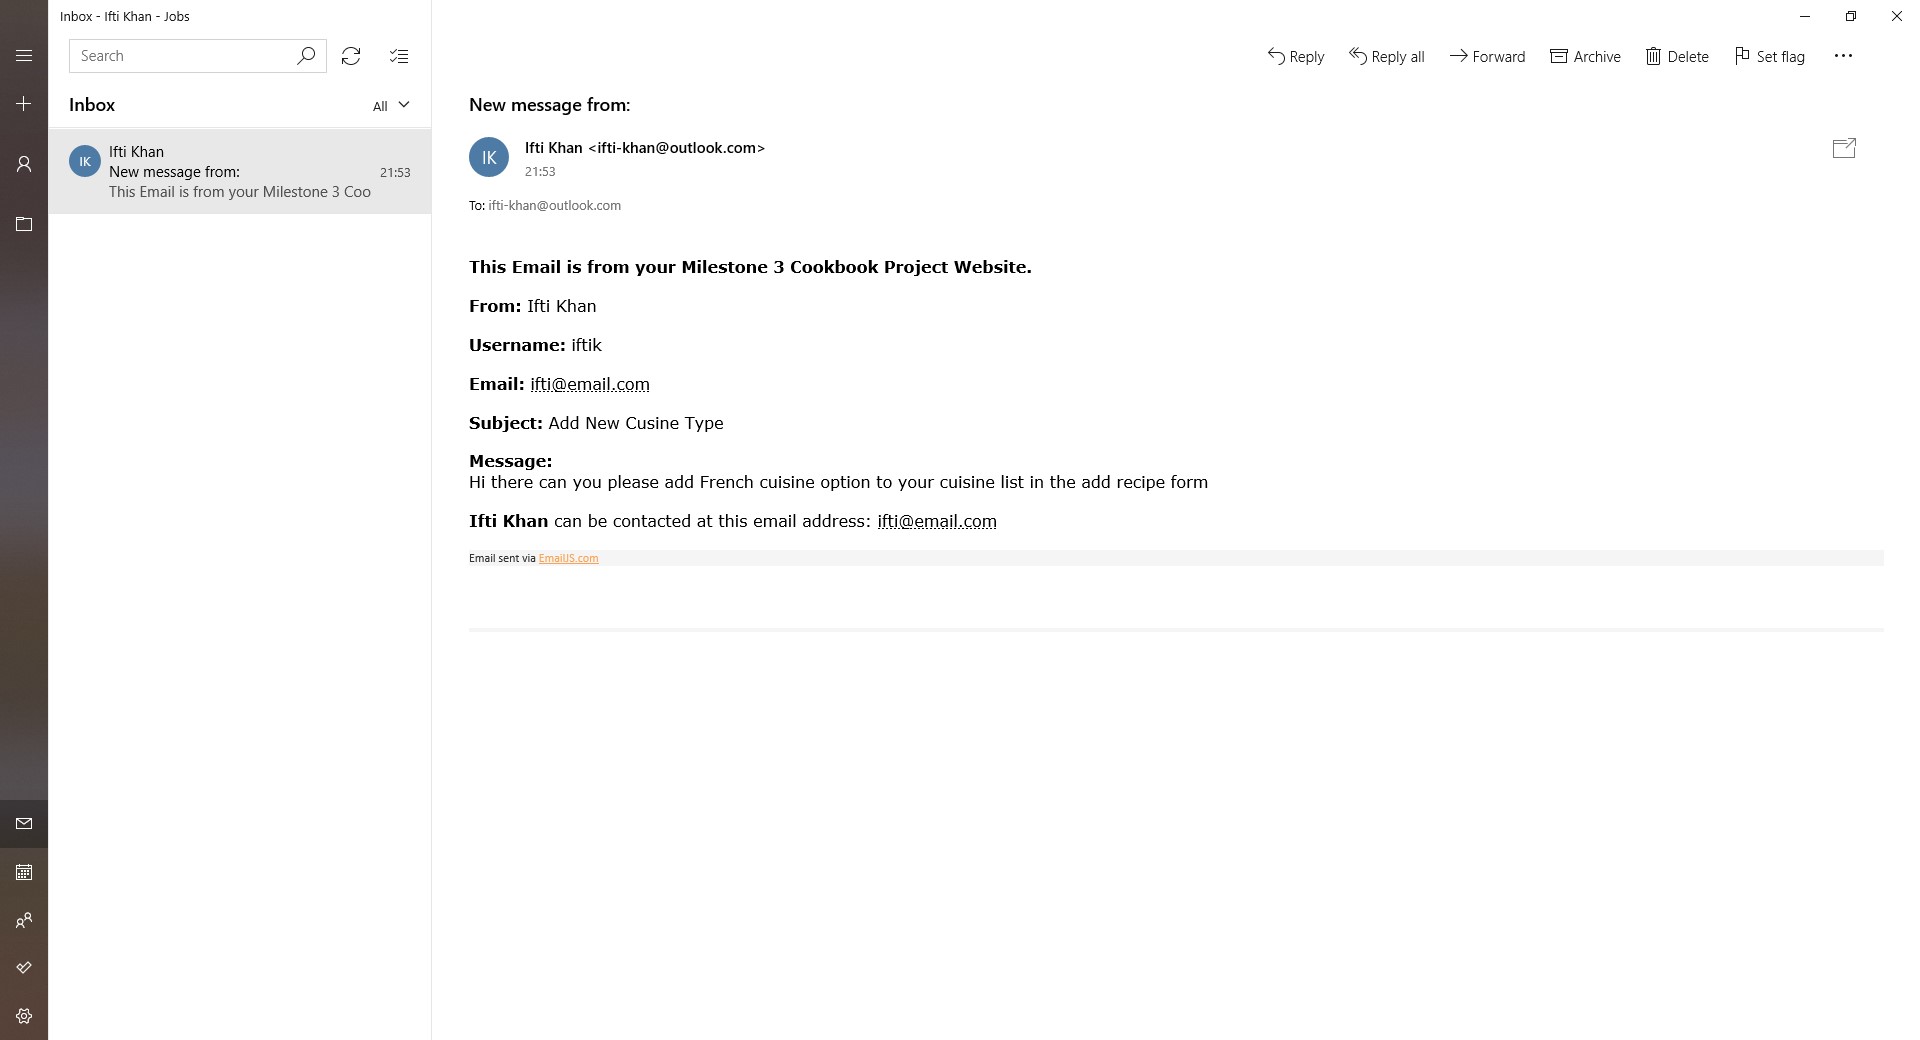 Inbox - Ifti Khan - Jobs
Search
Reply Reply all Forward Archive Delete Set flag
Inbox
All
IK
Ifti Khan
New message from:
21:53
This Email is from your Milestone 3 Coo
New message from:
IK
Ifti Khan <ifti-khan@outlook.com>
21:53
To: ifti-khan@outlook.com
This Email is from your Milestone 3 Cookbook Project Website.
From: Ifti Khan
Username: iftik
Email: ifti@email.com
Subject: Add New Cusine Type
Message:
Hi there can you please add French cuisine option to your cuisine list in the add recipe form
Ifti Khan can be contacted at this email address: ifti@email.com
Email sent via EmailJS.com